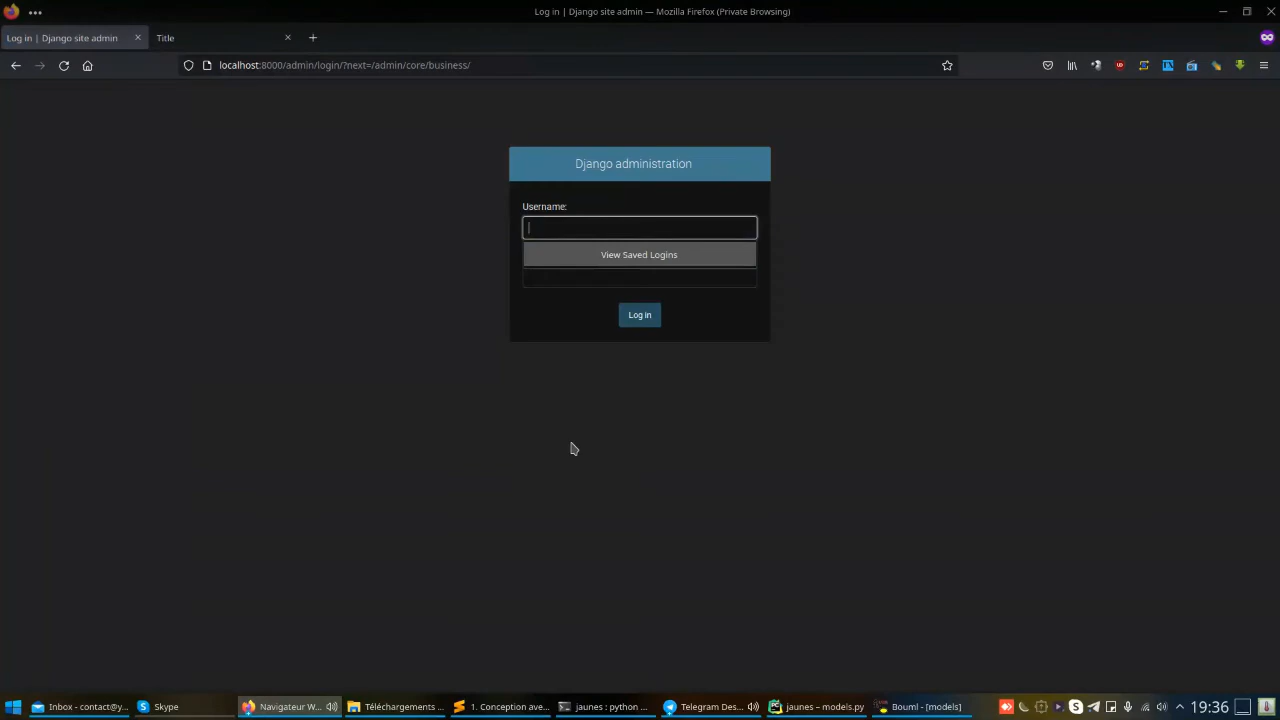 Log in | Django site admin — Mozilla Firefox (Private Browsing)
Log in | Django site admin
Title
localhost:8000/admin/login/?next=/admin/core/business/
Django administration
Username:
View Saved Logins
Log in
Inbox - contact@y...
Skype
Navigateur W...
Téléchargements ...
1. Conception ave...
jaunes : python ...
Telegram Des...
jaunes – models.py
Bouml - [models]
19:36